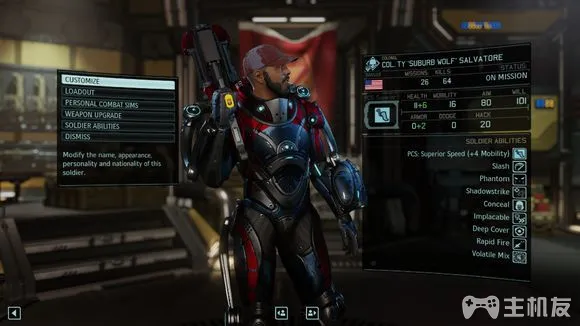 CUSTOMIZE
LOADOUT
PERSONAL COMBAT SIMS
WEAPON UPGRADE
SOLDIER ABILITIES
DISMISS
Modify the name, appearance,
personality and nationality of this
soldier.
COLONEL
COL. TY 'SUBURB WOLF' SALVATORE
MISSIONS KILLS STATUS
26 64 ON MISSION
HEALTH MOBILITY AIM WILL
11+6 16 80 101
ARMOR DODGE HACK
0+2 0 20
SOLDIER ABILITIES
PCS: Superior Speed (+4 Mobility)
Slash
Phantom
Shadowstrike
Conceal
Implacable
Deep Cover
Rapid Fire
Volatile Mix
主机友